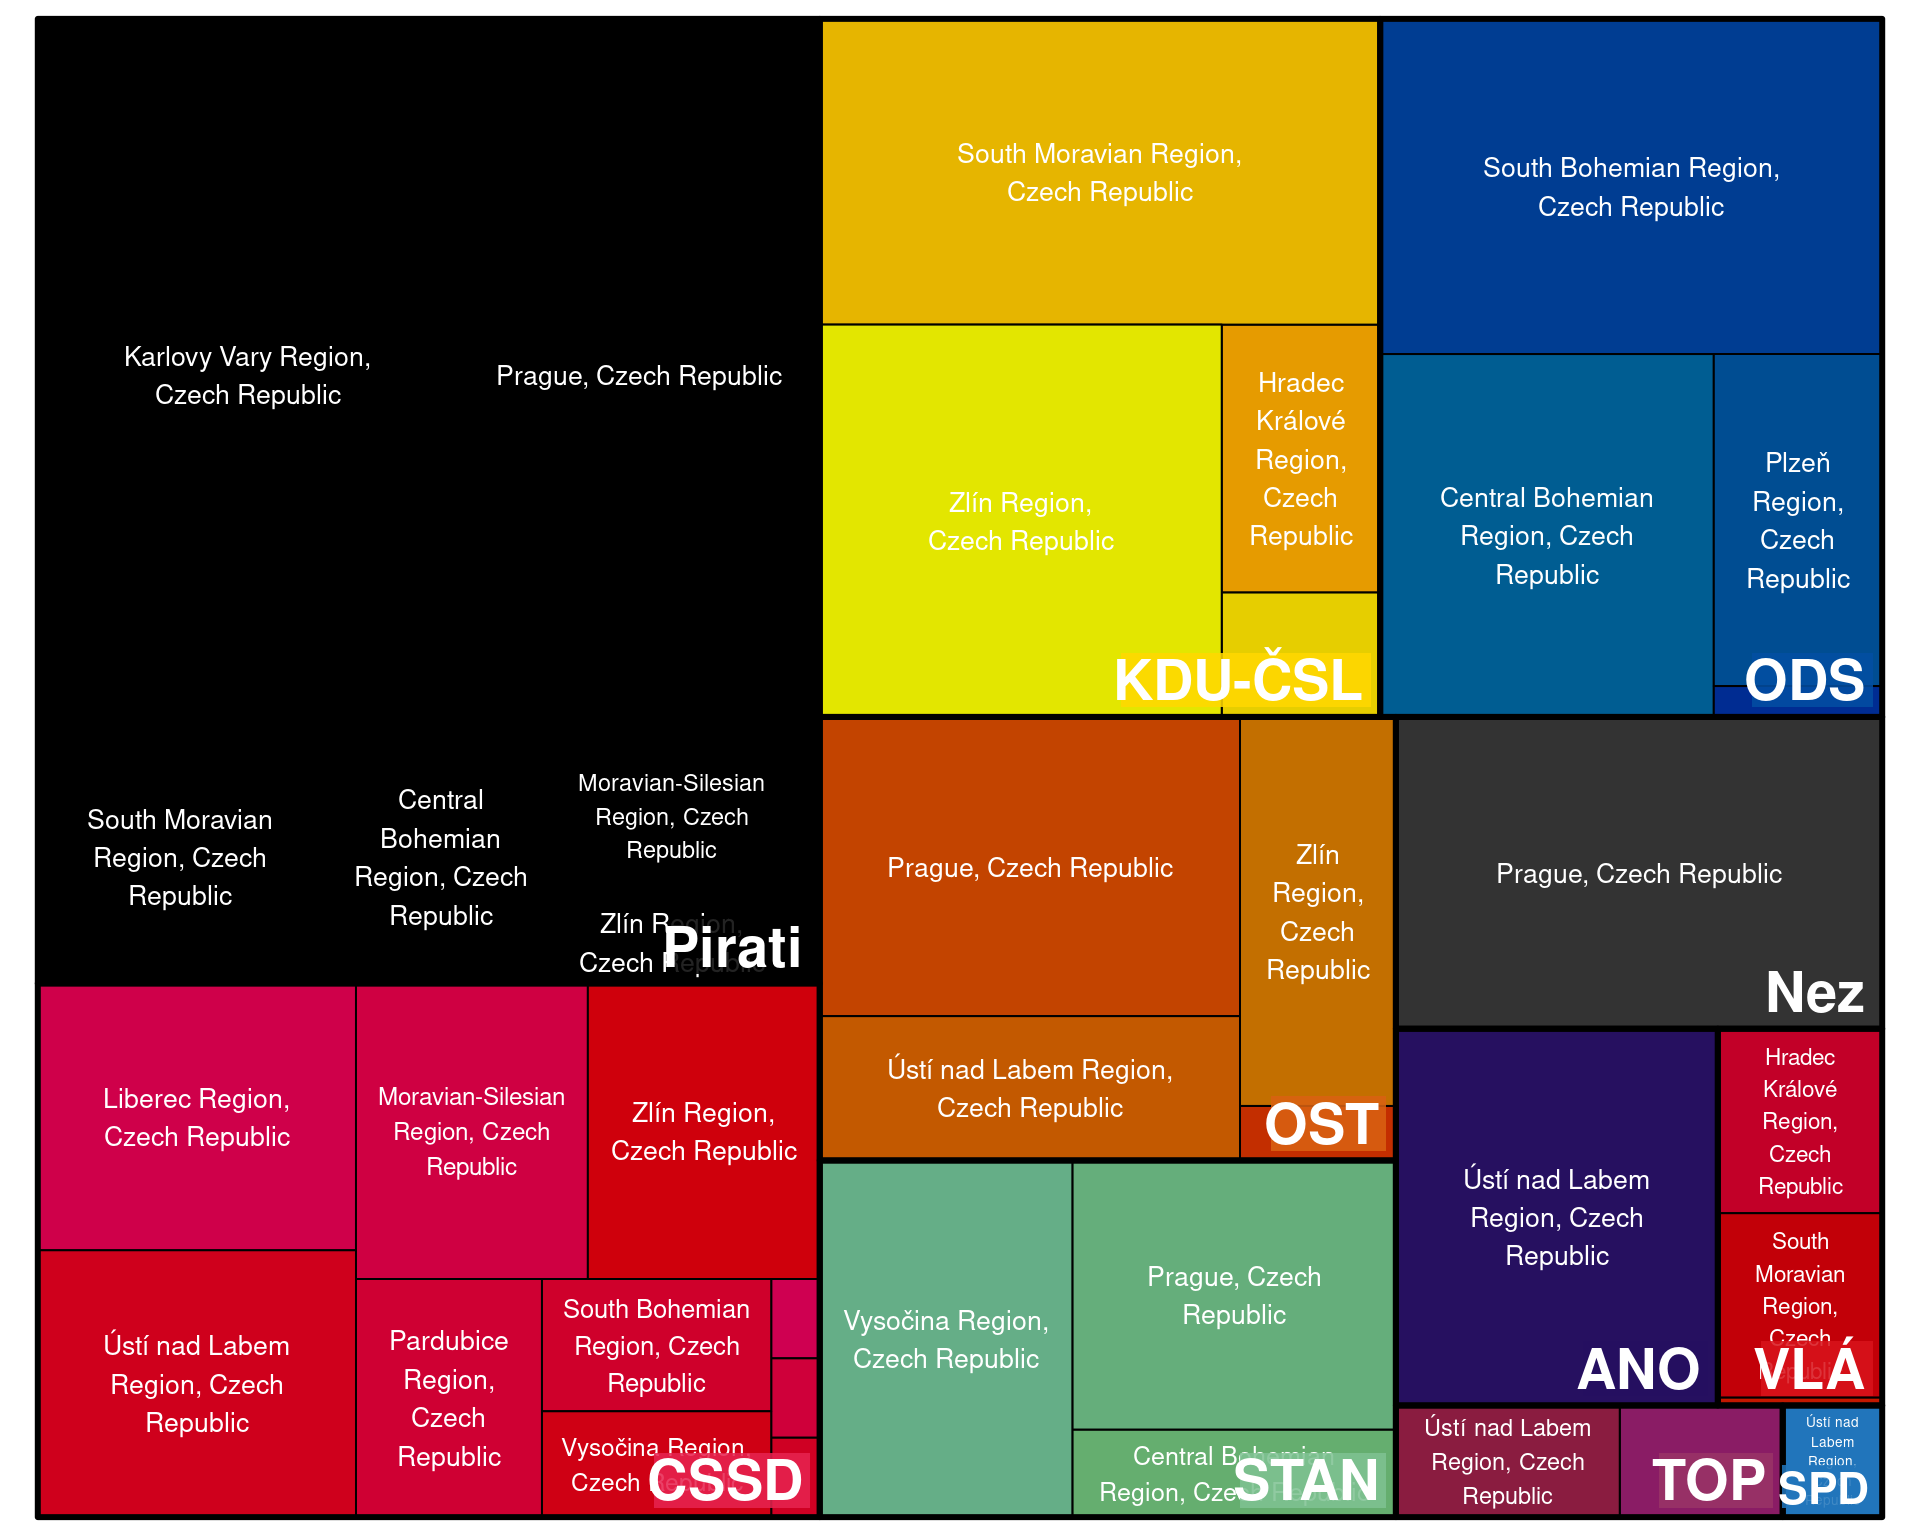 Karlovy Vary Region,
Czech Republic
Prague, Czech Republic
South Moravian
Region, Czech
Republic
Central
Bohemian
Region, Czech
Republic
Moravian-Silesian
Region, Czech
Republic
Zlín Region,
Czech Republic
Pirati
South Moravian Region,
Czech Republic
Zlín Region,
Czech Republic
Hradec
Králové
Region,
Czech
Republic
KDU-ČSL
South Bohemian Region,
Czech Republic
Central Bohemian
Region, Czech
Republic
Plzeň
Region,
Czech
Republic
ODS
Liberec Region,
Czech Republic
Ústí nad Labem
Region, Czech
Republic
Moravian-Silesian
Region, Czech
Republic
Zlín Region,
Czech Republic
Pardubice
Region,
Czech
Republic
South Bohemian
Region, Czech
Republic
Vysočina Region,
Czech Republic
CSSD
Prague, Czech Republic
Ústí nad Labem Region,
Czech Republic
Zlín
Region,
Czech
Republic
OST
Vysočina Region,
Czech Republic
Prague, Czech
Republic
Central Bohemian
Region, Czech Republic
STAN
Prague, Czech Republic
Nez
Ústí nad Labem
Region, Czech
Republic
ANO
Hradec
Králové
Region,
Czech
Republic
South
Moravian
Region,
Czech
Republic
VLÁ
Ústí nad Labem
Region, Czech
Republic
TOP
Ústí nad
Labem
Region,
SPD